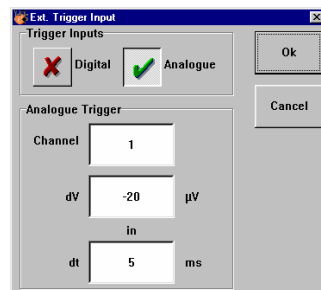 Ext. Trigger Input
Trigger Inputs
Digital
Analogue
Ok
Cancel
Analogue Trigger
Channel 1
dV -20 µV
in
dt 5 ms